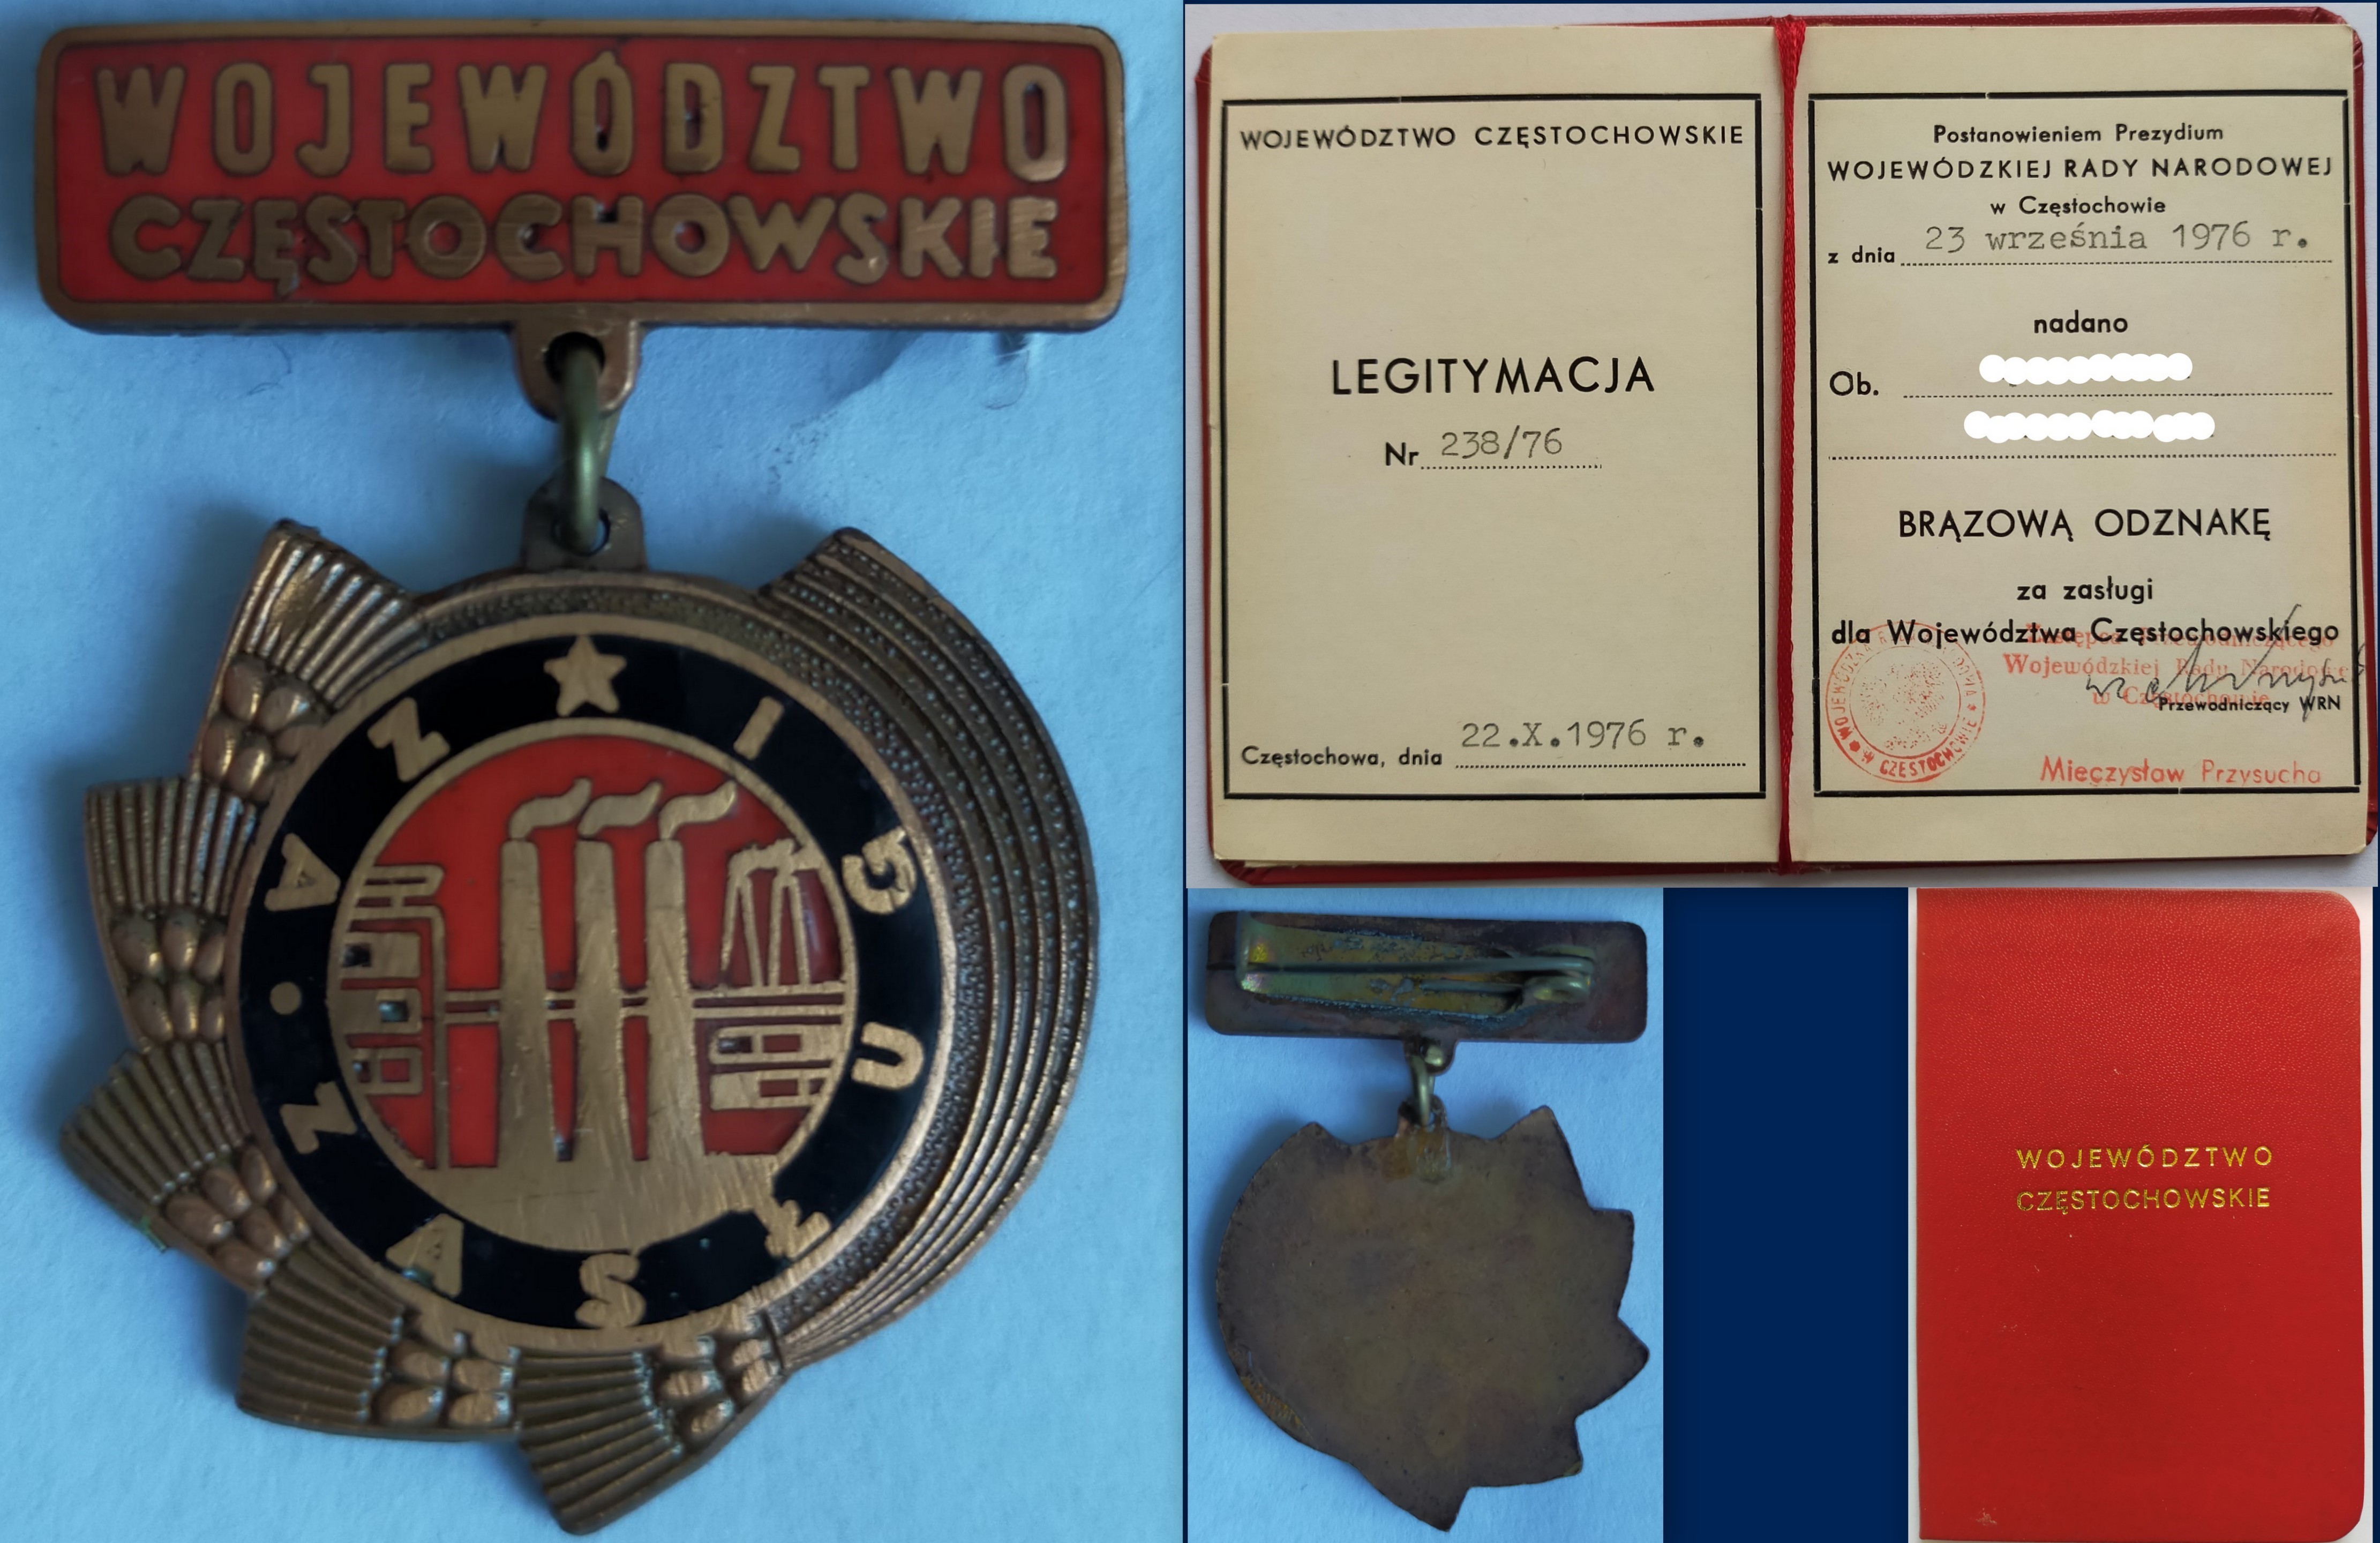 WOJEWÓDZTWO
CZĘSTOCHOWSKIE
ZA ZASŁUGI
WOJEWÓDZTWO CZĘSTOCHOWSKIE
LEGITYMACJA
Nr 238/76
Częstochowa, dnia 22.X.1976 r.
Postanowieniem Prezydium
WOJEWÓDZKIEJ RADY NARODOWEJ
w Częstochowie
z dnia 23 września 1976 r.
nadano
Ob.
BRĄZOWĄ ODZNAKĘ
za zasługi
dla Województwa Częstochowskiego
Wojewódzkiej Rady Narodowej
w Częstochowie
Przewodniczący WRN
Mieczysław Przysucha
W CZĘSTOCHOWIE
WOJEWÓDZTWO
CZĘSTOCHOWSKIE